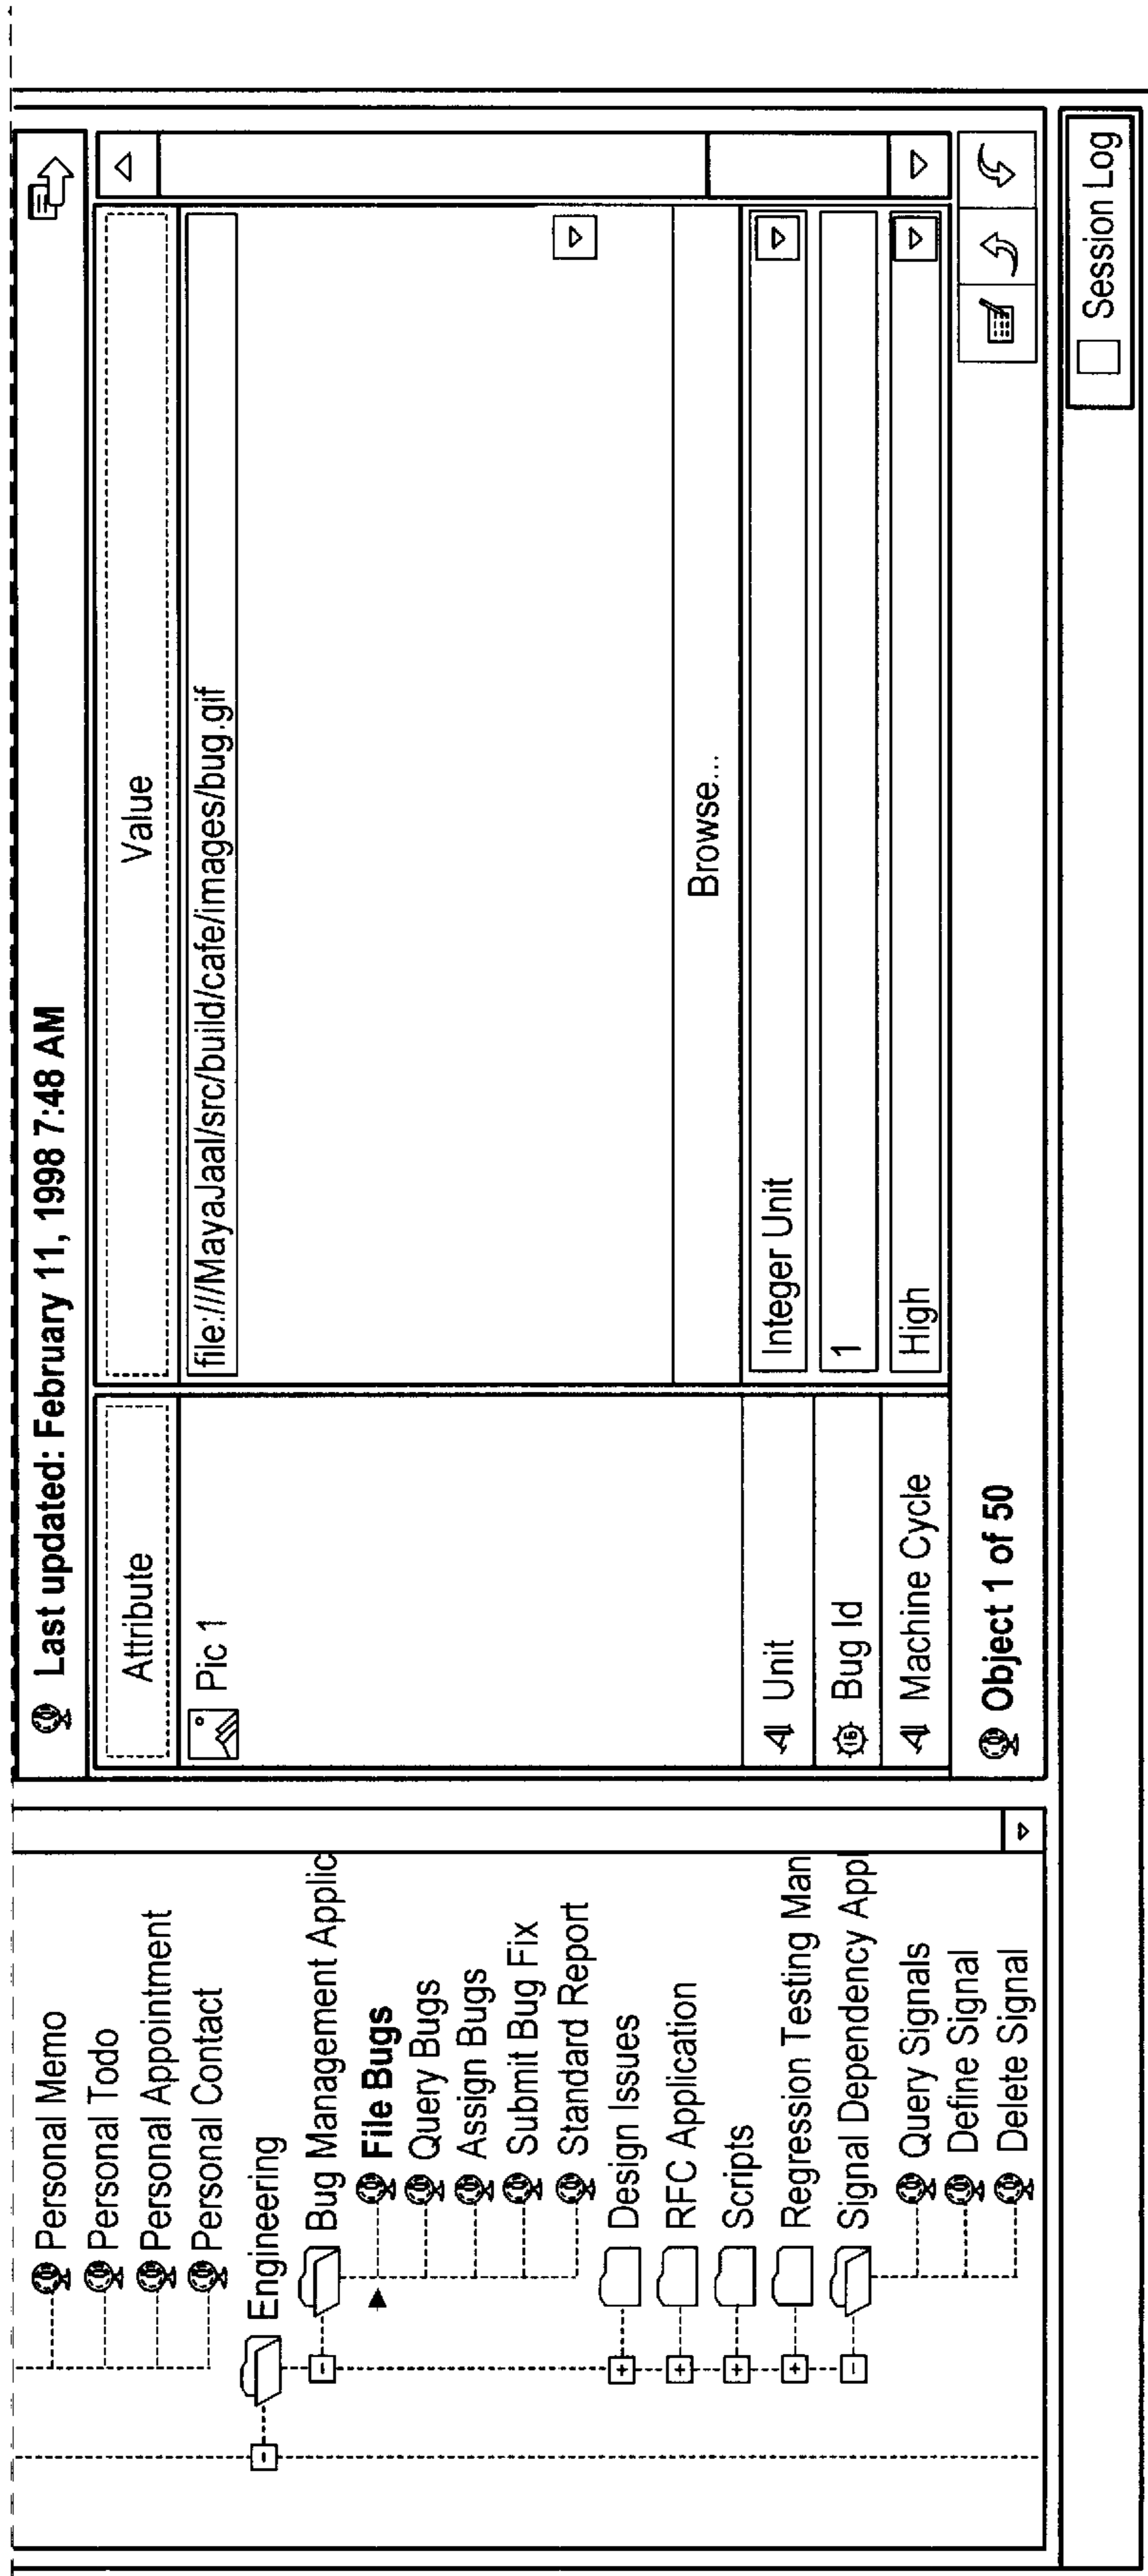 Personal Memo
Personal Todo
Personal Appointment
Personal Contact
Engineering
Bug Management Applic
File Bugs
Query Bugs
Assign Bugs
Submit Bug Fix
Standard Report
Design Issues
RFC Application
Scripts
Regression Testing Man
Signal Dependency Appl
Query Signals
Define Signal
Delete Signal
Last updated: February 11, 1998 7:48 AM
Attribute
Value
Pic 1
file:///MayaJaal/src/build/cafe/images/bug.gif
Browse...
Unit
Integer Unit
Bug Id
1
Machine Cycle
High
Object 1 of 50
Session Log